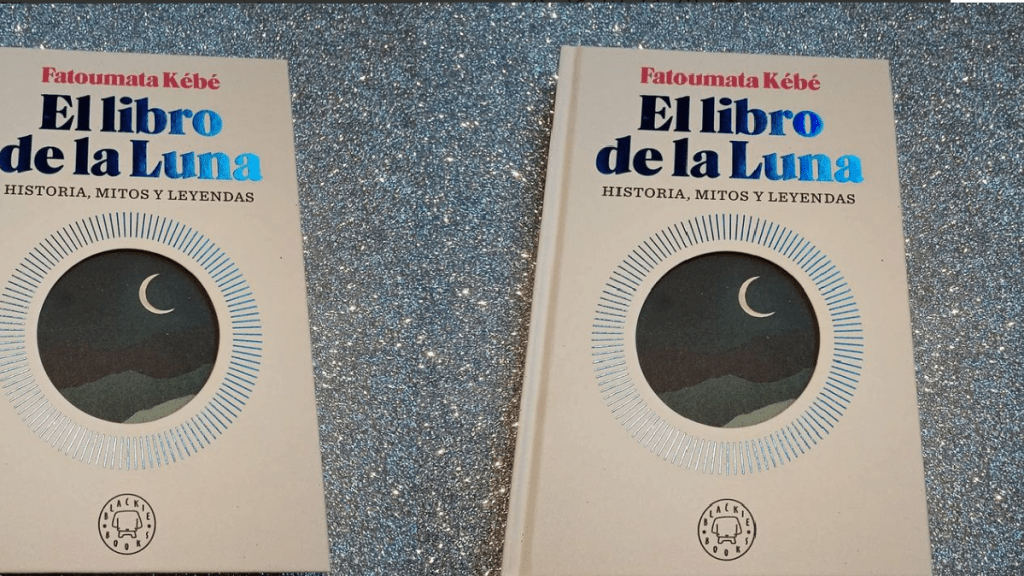 Fatoumata Kébé
El libro
de la Luna
HISTORIA, MITOS Y LEYENDAS
BLACKIE
BOOKS
Fatoumata Kébé
El libro
de la Luna
HISTORIA, MITOS Y LEYENDAS
BLACKIE
BOOKS